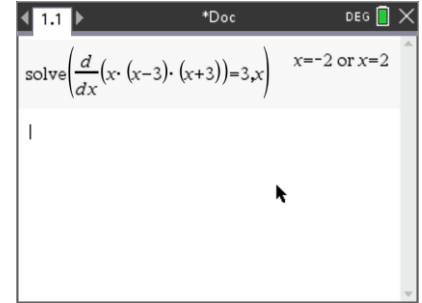 1.1 *Doc DEG
solve(d/dx(x·(x-3)·(x+3))=3,x) x=-2 or x=2